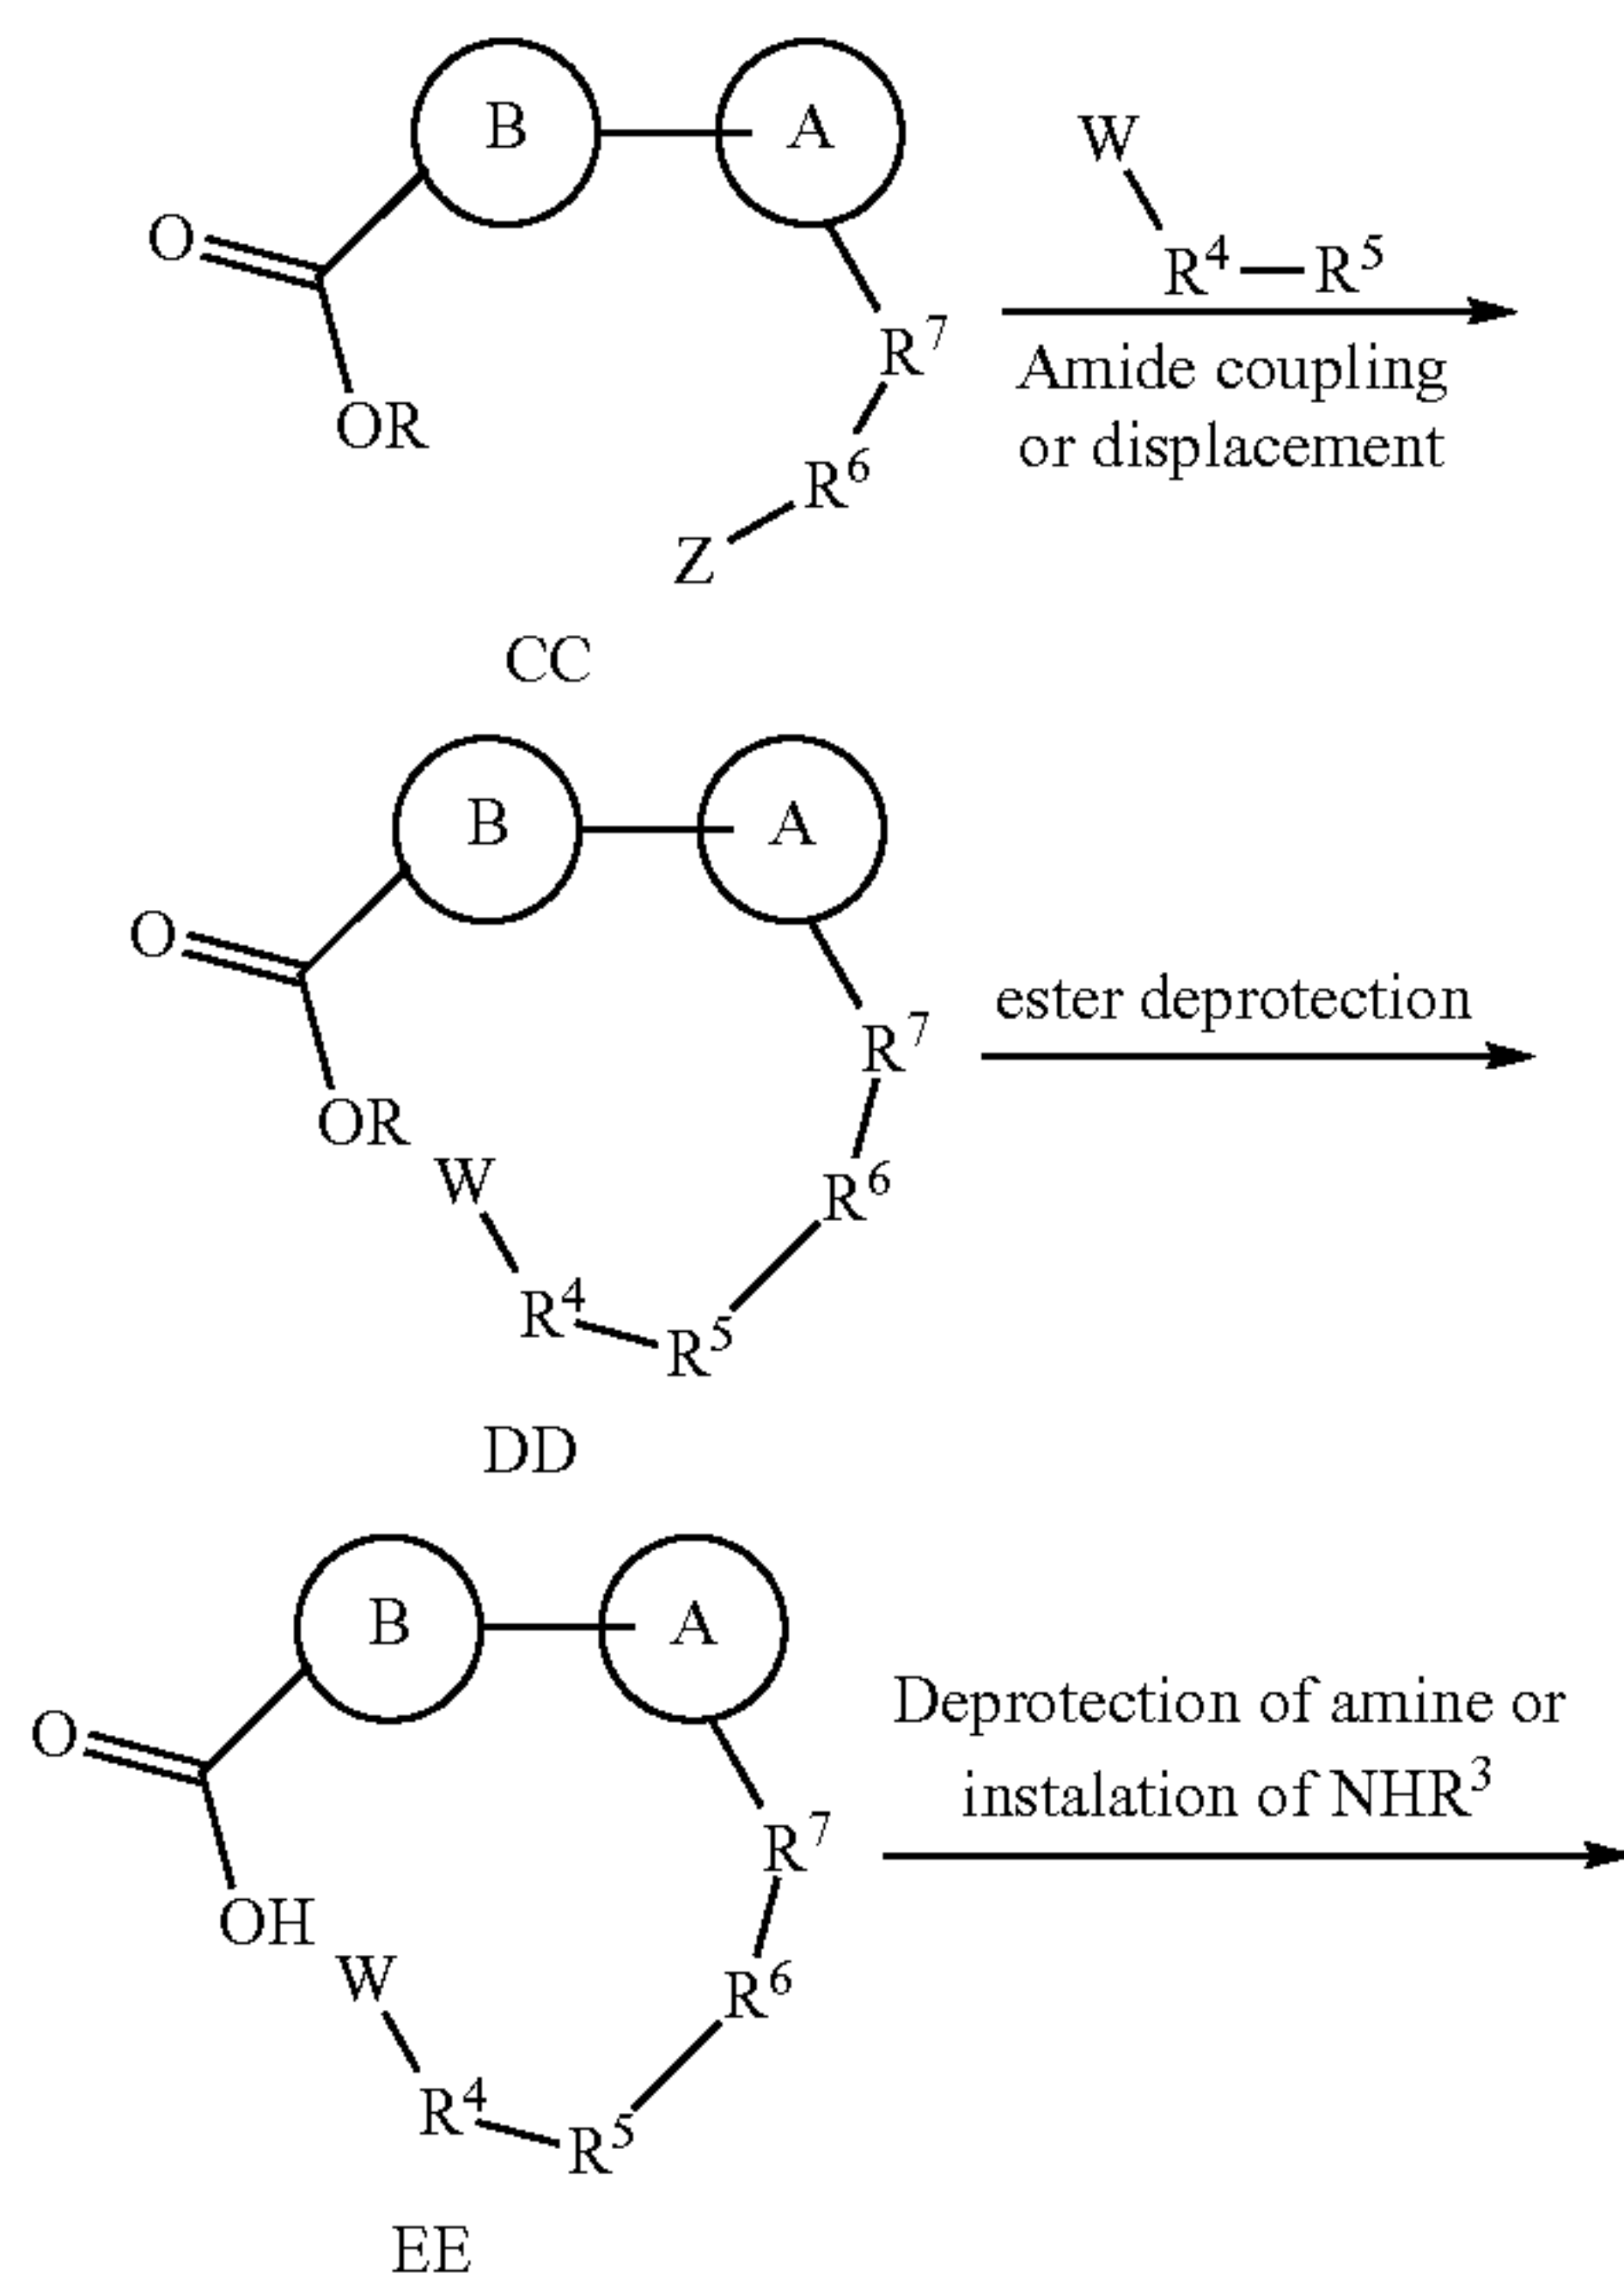 B A
W
O
R⁴—R⁵
R⁷
Amide coupling
OR
or displacement
R⁶
Z
CC
B A
O
ester deprotection
R⁷
OR
W
R⁶
R⁴
R⁵
DD
B A
Deprotection of amine or
O
instalation of NHR³
R⁷
OH
W
R⁶
R⁴
R⁵
EE